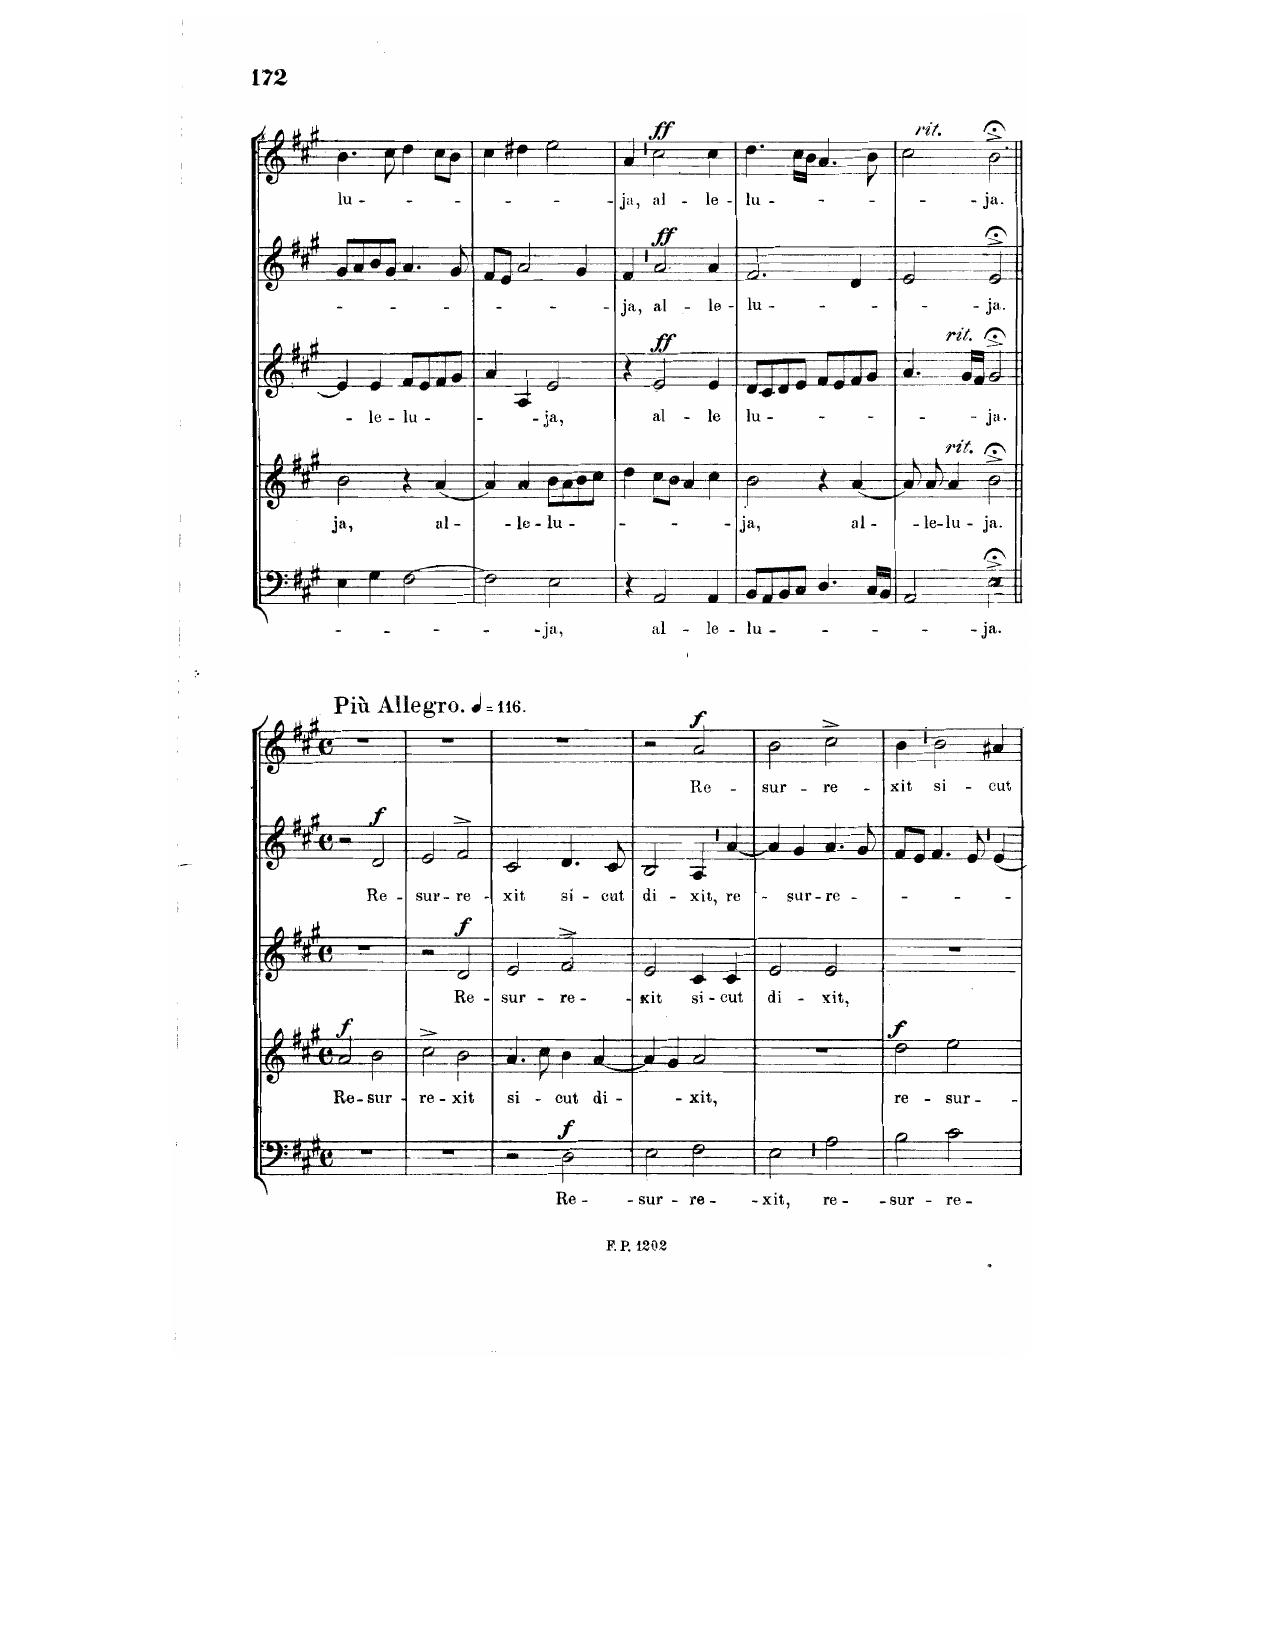 172
ff rit.
lu - - - - - ja, al - le - lu - - - - ja.
ff
- - - - - - ja, al - le - lu - - - - ja.
ff rit.
- le - lu - - - ja, al - le lu - - - - ja.
rit.
ja, al - - le - lu - - - - - ja, al - - le - lu - ja.
- - - - - ja, al - le - lu - - - - ja.
Più Allegro. ♩ = 116.
f
Re - sur - re - xit si - cut
f
Re - sur - re - xit si - cut di - xit, re - - sur - re - - - - -
f
Re - sur - re - - xit si - cut di - xit,
f f
Re - sur - re - xit si - cut di - - xit, re - sur - -
f
Re - - sur - re - - xit, re - - sur - re -
F. P. 1202